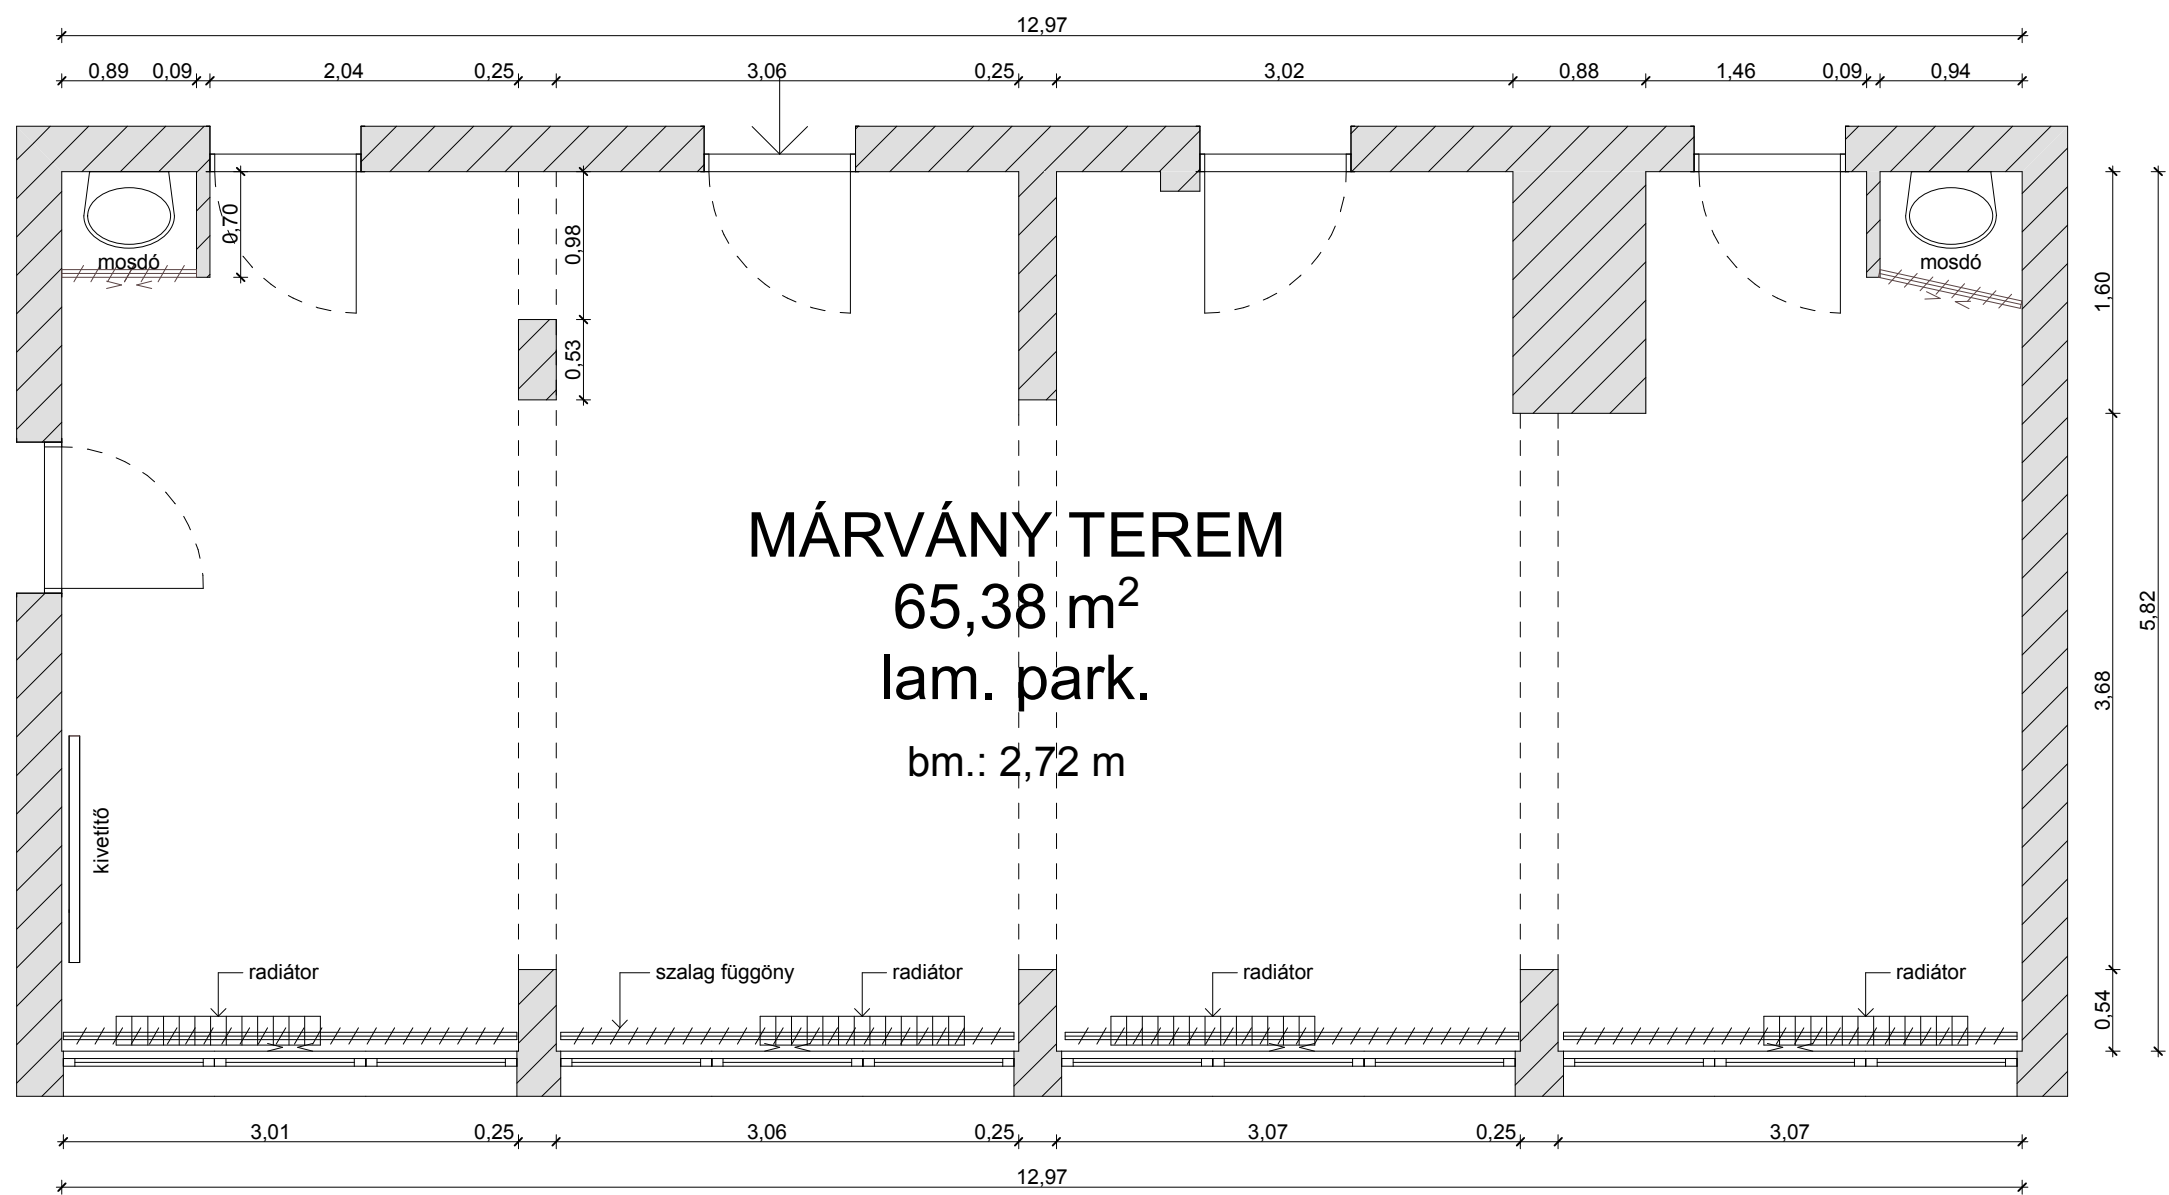 12,97
0,89 0,09 2,04 0,25 3,06 0,25 3,02 0,88 1,46 0,09 0,94
0,70
0,98
mosdó
mosdó
0,53
1,60
MÁRVÁNY TEREM
65,38 m²
lam. park.
bm.: 2,72 m
5,82
3,68
kivetítő
radiátor
szalag függöny
radiátor
radiátor
radiátor
0,54
3,01 0,25 3,06 0,25 3,07 0,25 3,07
12,97